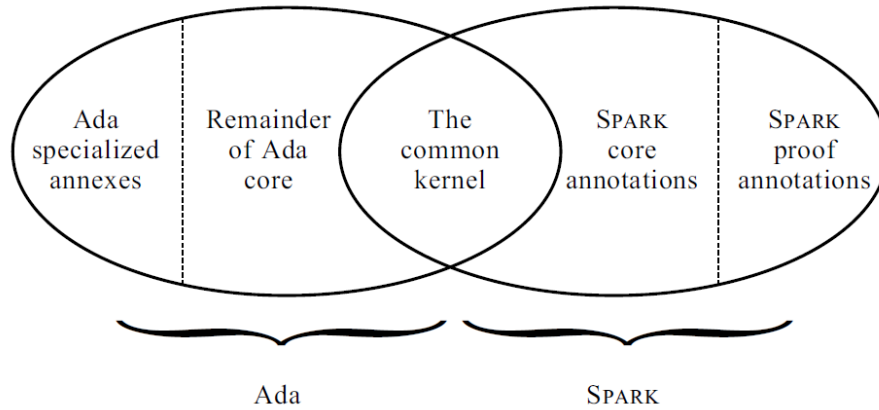 Ada
specialized
annexes
Remainder
of Ada
core
The
common
kernel
SPARK
core
annotations
SPARK
proof
annotations
Ada
SPARK